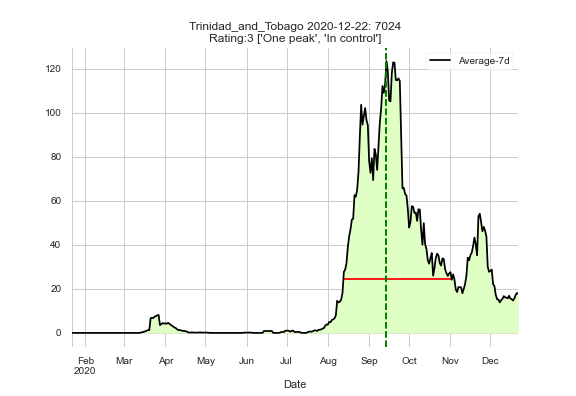 Trinidad_and_Tobago 2020-12-22: 7024
Rating:3 ['One peak', 'In control']
Average-7d
120
100
80
60
40
20
0
Feb Mar Apr May Jun Jul Aug Sep Oct Nov Dec
2020
Date